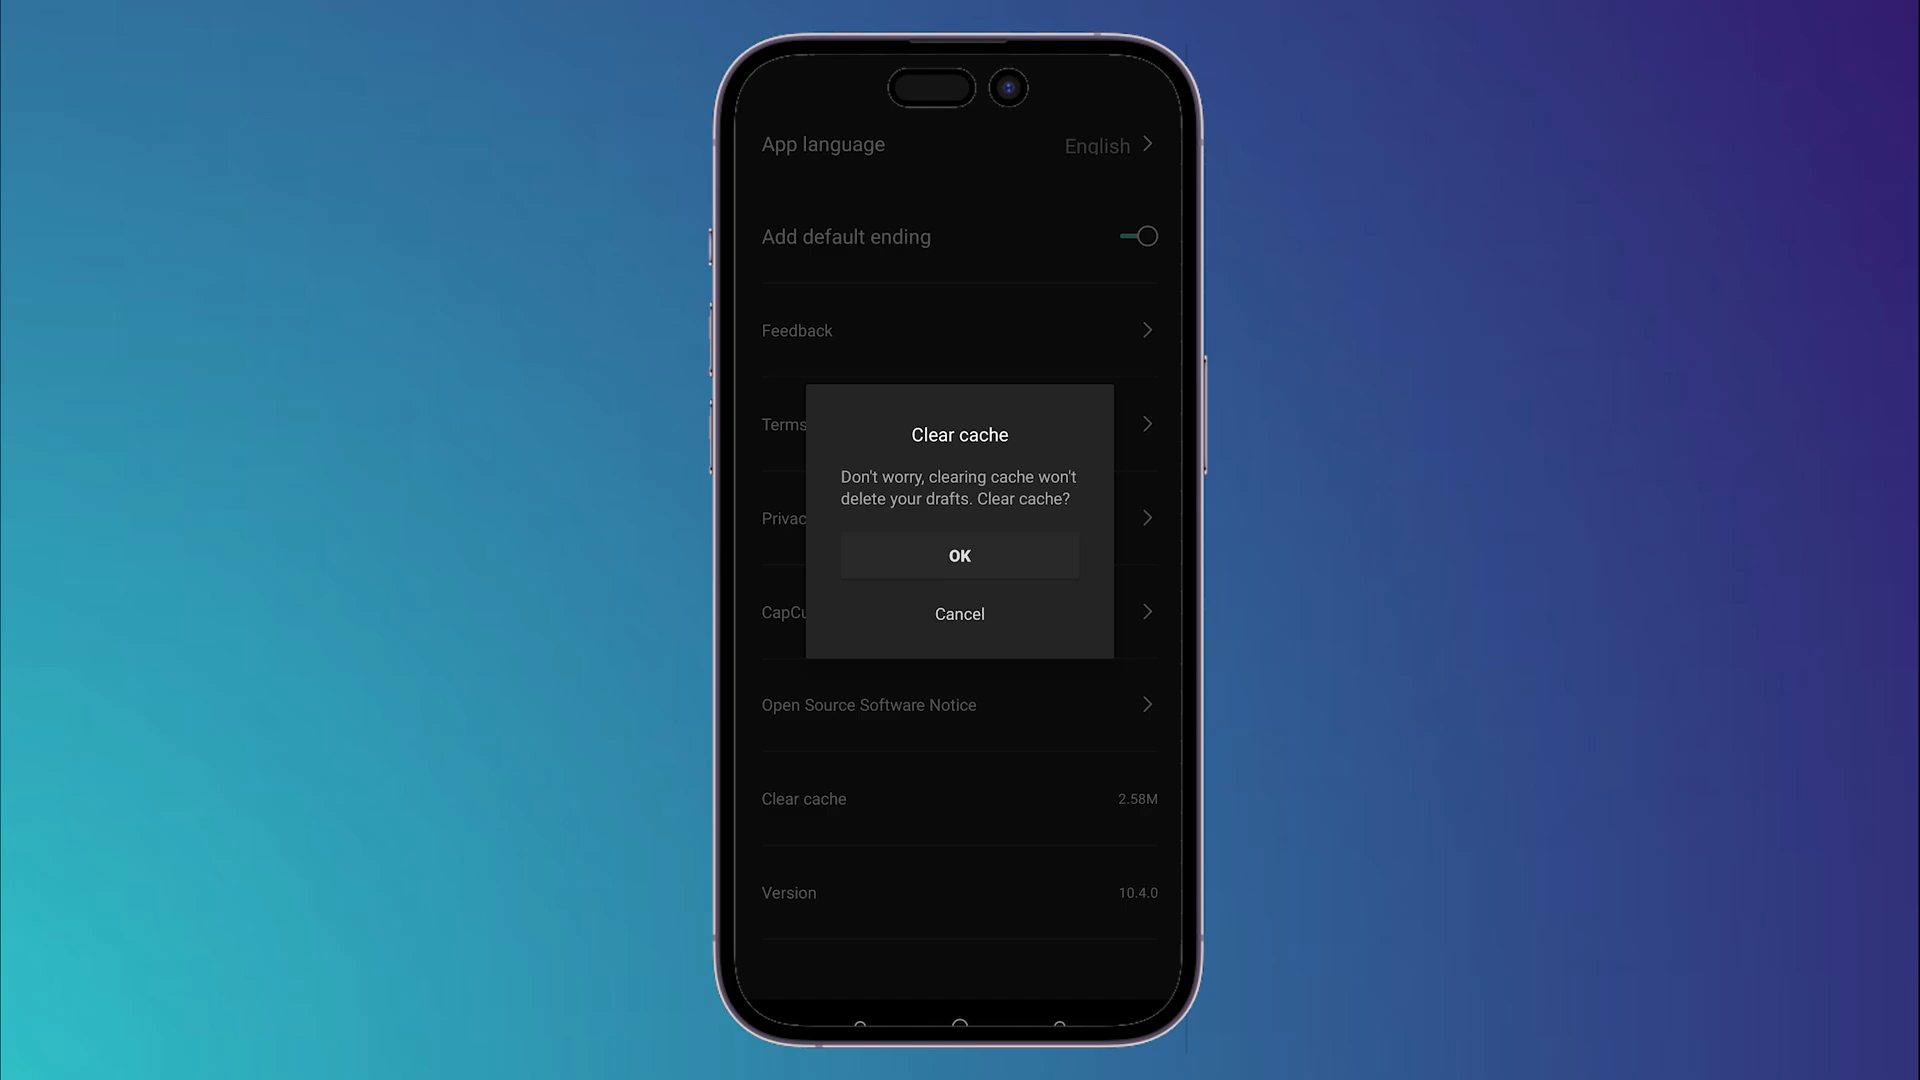 App language English
Add default ending
Feedback
Terms
Clear cache
Don't worry, clearing cache won't
delete your drafts. Clear cache?
Privac
OK
CapCu
Cancel
Open Source Software Notice
Clear cache 2.58M
Version 10.4.0